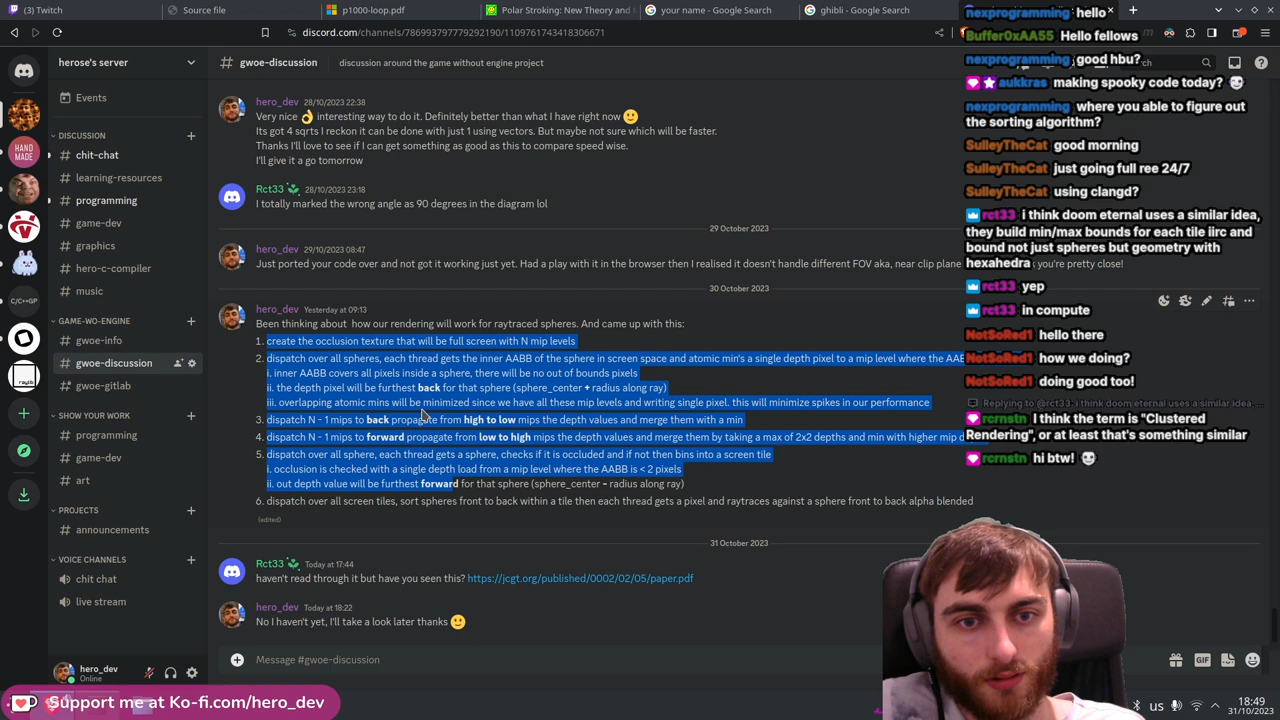 (3) Twitch
Source file
p1000-loop.pdf
Polar Stroking: New Theory and
your name - Google Search
ghibli - Google Search
discord.com/channels/786993797779292190/1109761743418306671
herose's server
gwoe-discussion
discussion around the game without engine project
Events
DISCUSSION
chit-chat
learning-resources
programming
game-dev
graphics
hero-c-compiler
music
GAME-WO-ENGINE
gwoe-info
gwoe-discussion
gwoe-gitlab
SHOW YOUR WORK
programming
game-dev
art
PROJECTS
announcements
VOICE CHANNELS
chit chat
live stream
HAND
MADE
C/C++GP
raylib
hero_dev
Online
hero_dev 28/10/2023 22:38
Very nice 👌 interesting way to do it. Definitely better than what I have right now 🙂
Thanks I'll love to see if I can get something as good as this to compare speed wise.
I'll give it a go tomorrow
Rct33 28/10/2023 23:18
I totally marked the wrong angle as 90 degrees in the diagram lol
29 October 2023
hero_dev 29/10/2023 08:47
Just ported your code over and not got it working just yet. Had a play with it in the browser then I realised it doesn't handle different FOV aka, near clip plane
you're pretty close!
30 October 2023
hero_dev Yesterday at 09:13
Been thinking about how our rendering will work for raytraced spheres. And came up with this:
1. create the occlusion texture that will be full screen with N mip levels
2. dispatch over all spheres, each thread gets the inner AABB of the sphere in screen space and atomic min's a single depth pixel to a mip level where the
i. inner AABB covers all pixels inside a sphere, there will be no out of bounds pixels
ii. the depth pixel will be furthest back for that sphere (sphere_center + radius along ray)
iii. overlapping atomic mins will be minimized since we have all these mip levels and writing single pixel. this will minimize spikes in our performance
3. dispatch N - 1 mips to back propagate from high to low mips the depth values and merge them with a min
4. dispatch N - 1 mips to forward propagate from low to high mips the depth values and merge them by taking a max of 2x2 depths and min with higher mip
5. dispatch over all sphere, each thread gets a sphere, checks if it is occluded and if not then bins into a screen tile
i. occlusion is checked with a single depth load from a mip level where the AABB is < 2 pixels
ii. out depth value will be furthest forward for that sphere (sphere_center - radius along ray)
6. dispatch over all screen tiles, sort spheres front to back within a tile then each thread gets a pixel and raytraces against a sphere front to back alpha blended
(edited)
31 October 2023
Rct33 Today at 17:44
haven't read through it but have you seen this? https://jcgt.org/published/0002/02/05/paper.pdf
hero_dev Today at 18:22
No I haven't yet, I'll take a look later thanks 🙂
Message #gwoe-discussion
GIF
nexprogramming hello
Buffer0xAA55 Hello fellows
nexprogramming good hbu?
aukkras making spooky code today?
nexprogramming where you able to figure out
the sorting algorithm?
SulleyTheCat good morning
SulleyTheCat just going full ree 24/7
SulleyTheCat using clangd?
rct33 i think doom eternal uses a similar idea,
they build min/max bounds for each tile iirc and
bound not just spheres but geometry with
hexahedra
rct33 yep
rct33 in compute
NotSoRed1 hello there
NotSoRed1 how we doing?
NotSoRed1 doing good too!
Replying to @rct33: i think doom eternal uses a similar idea, ...
rcrnstn I think the term is "Clustered
Rendering", or at least that's something similar
rcrnstn hi btw!
Support me at Ko-fi.com/hero_dev
US
18:49
31/10/2023